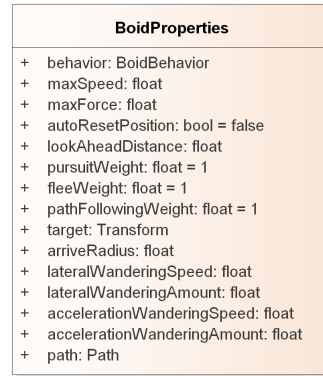 BoidProperties
+ behavior: BoidBehavior
+ maxSpeed: float
+ maxForce: float
+ autoResetPosition: bool = false
+ lookAheadDistance: float
+ pursuitWeight: float = 1
+ fleeWeight: float = 1
+ pathFollowingWeight: float = 1
+ target: Transform
+ arriveRadius: float
+ lateralWanderingSpeed: float
+ lateralWanderingAmount: float
+ accelerationWanderingSpeed: float
+ accelerationWanderingAmount: float
+ path: Path